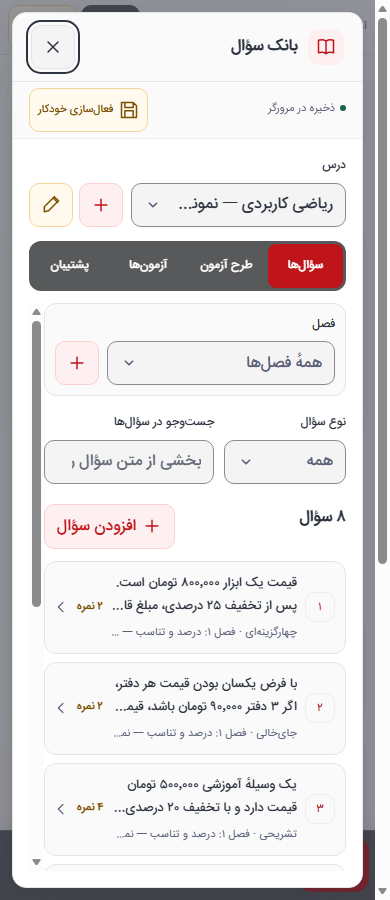 بانک سؤال
ذخیره در مرورگر
فعال‌سازی خودکار
درس
ریاضی کاربردی — نمونـ...
سؤال‌ها
طرح آزمون
آزمون‌ها
پشتیبان
فصل
همهٔ فصل‌ها
نوع سؤال
جست‌وجو در سؤال‌ها
همه
بخشی از متن سؤال
۸ سؤال
افزودن سؤال
۱
قیمت یک ابزار ۸۰۰٬۰۰۰ تومان است.
پس از تخفیف ۲۵ درصدی، مبلغ قا...
۲ نمره
چهارگزینه‌ای · فصل ۱: درصد و تناسب — ...
۲
با فرض یکسان بودن قیمت هر دفتر،
اگر ۳ دفتر ۹۰٬۰۰۰ تومان باشد، قیمـ...
۲ نمره
جای‌خالی · فصل ۱: درصد و تناسب — نمـ...
۳
یک وسیلهٔ آموزشی ۵۰۰٬۰۰۰ تومان
قیمت دارد و با تخفیف ۲۰ درصدی...
۴ نمره
تشریحی · فصل ۱: درصد و تناسب — نمـ...